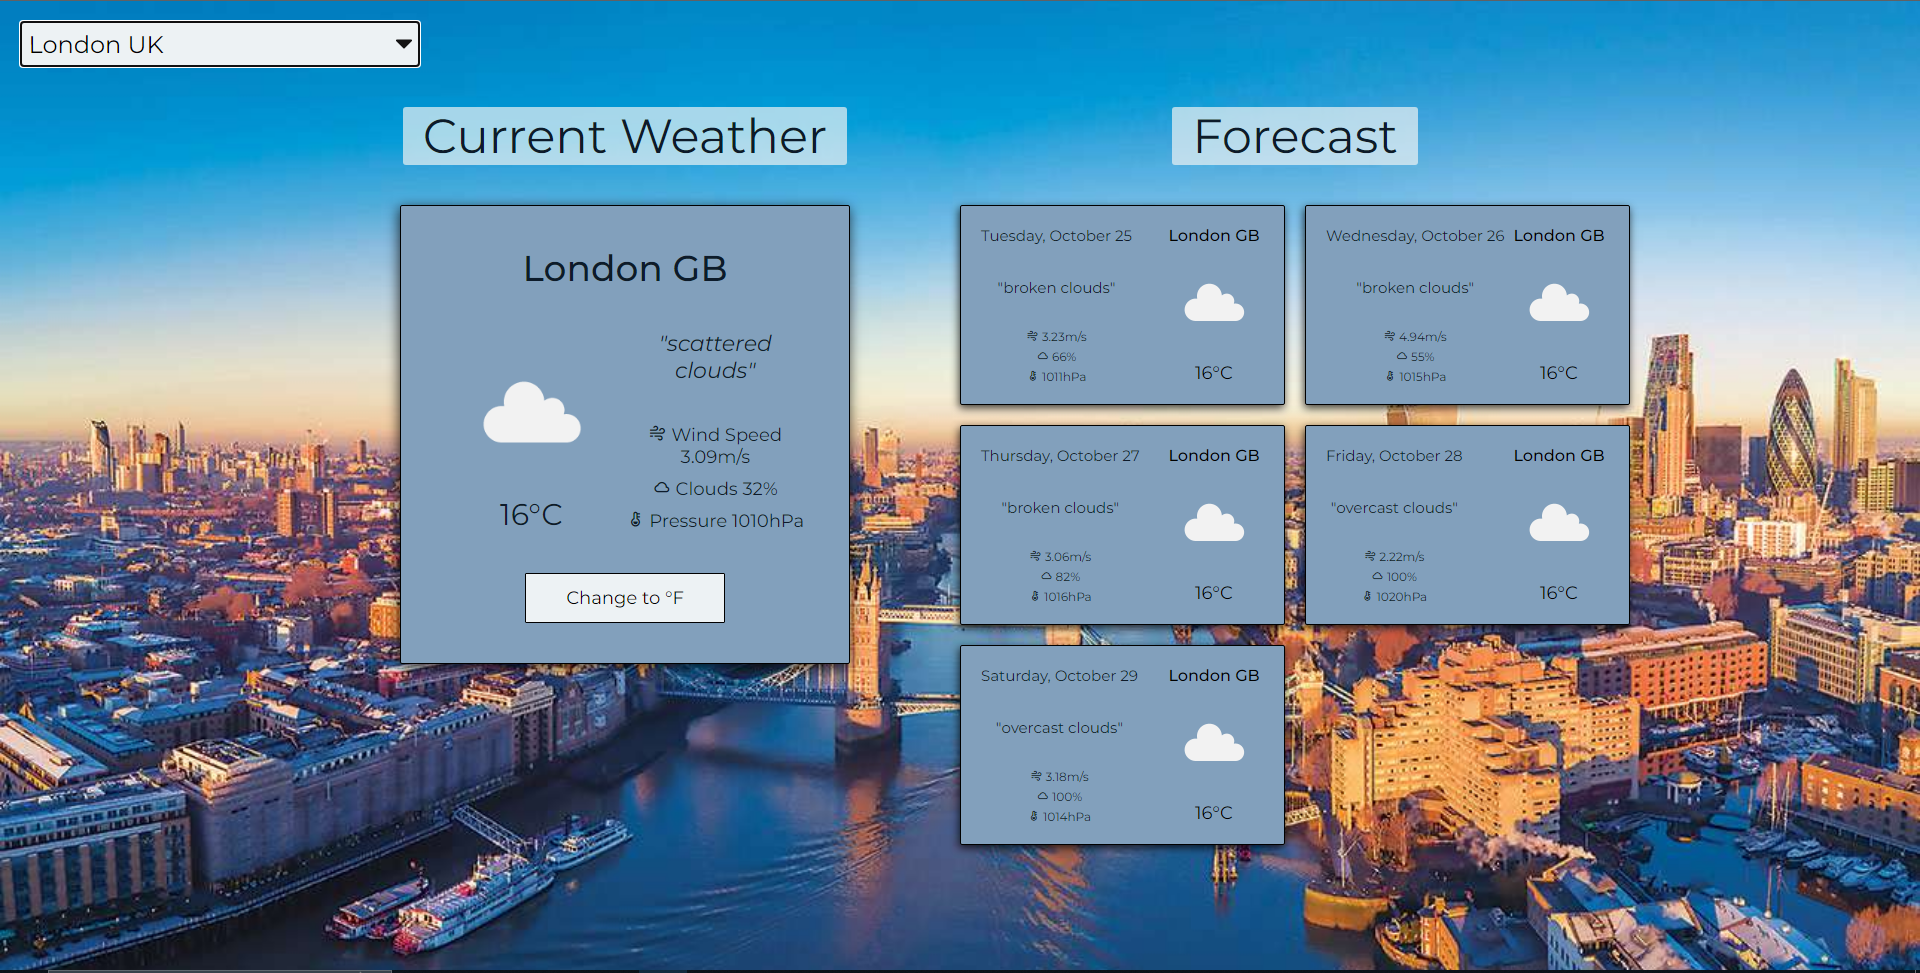 London UK
Current Weather
London GB
"scattered
clouds"
Wind Speed
3.09m/s
Clouds 32%
Pressure 1010hPa
16°C
Change to °F
Forecast
Tuesday, October 25 London GB
"broken clouds"
3.23m/s
66%
1011hPa
16°C
Wednesday, October 26 London GB
"broken clouds"
4.94m/s
55%
1015hPa
16°C
Thursday, October 27 London GB
"broken clouds"
3.06m/s
82%
1016hPa
16°C
Friday, October 28 London GB
"overcast clouds"
2.22m/s
100%
1020hPa
16°C
Saturday, October 29 London GB
"overcast clouds"
3.18m/s
100%
1014hPa
16°C